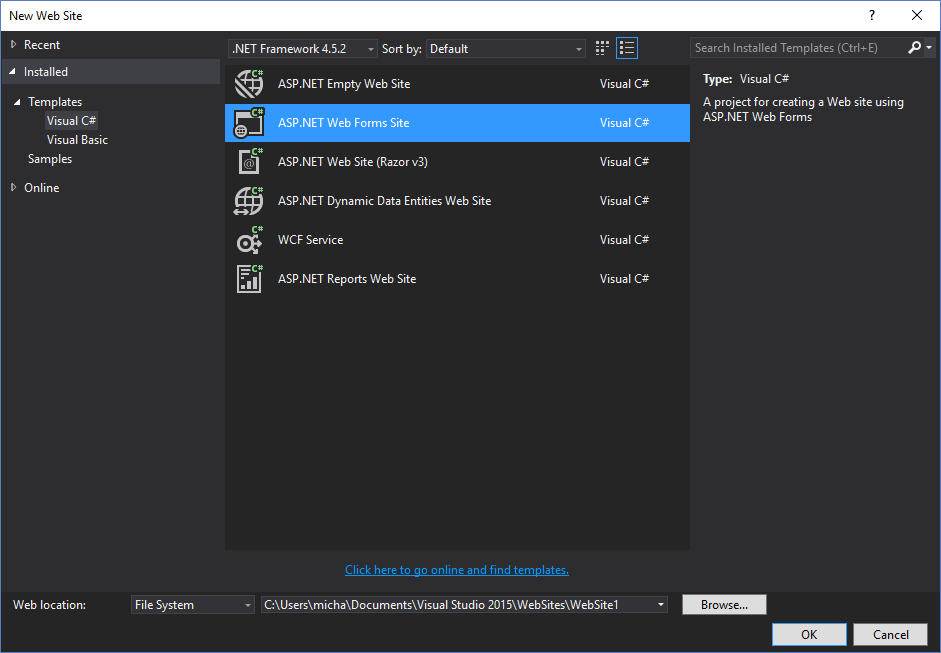 New Web Site
?
Recent
Installed
Templates
Visual C#
Visual Basic
Samples
Online
.NET Framework 4.5.2
Sort by: Default
Search Installed Templates (Ctrl+E)
C# ASP.NET Empty Web Site Visual C#
C# ASP.NET Web Forms Site Visual C#
C# @ ASP.NET Web Site (Razor v3) Visual C#
C# ASP.NET Dynamic Data Entities Web Site Visual C#
C# WCF Service Visual C#
C# ASP.NET Reports Web Site Visual C#
Type: Visual C#
A project for creating a Web site using
ASP.NET Web Forms
Click here to go online and find templates.
Web location: File System C:\Users\micha\Documents\Visual Studio 2015\WebSites\WebSite1 Browse...
OK Cancel